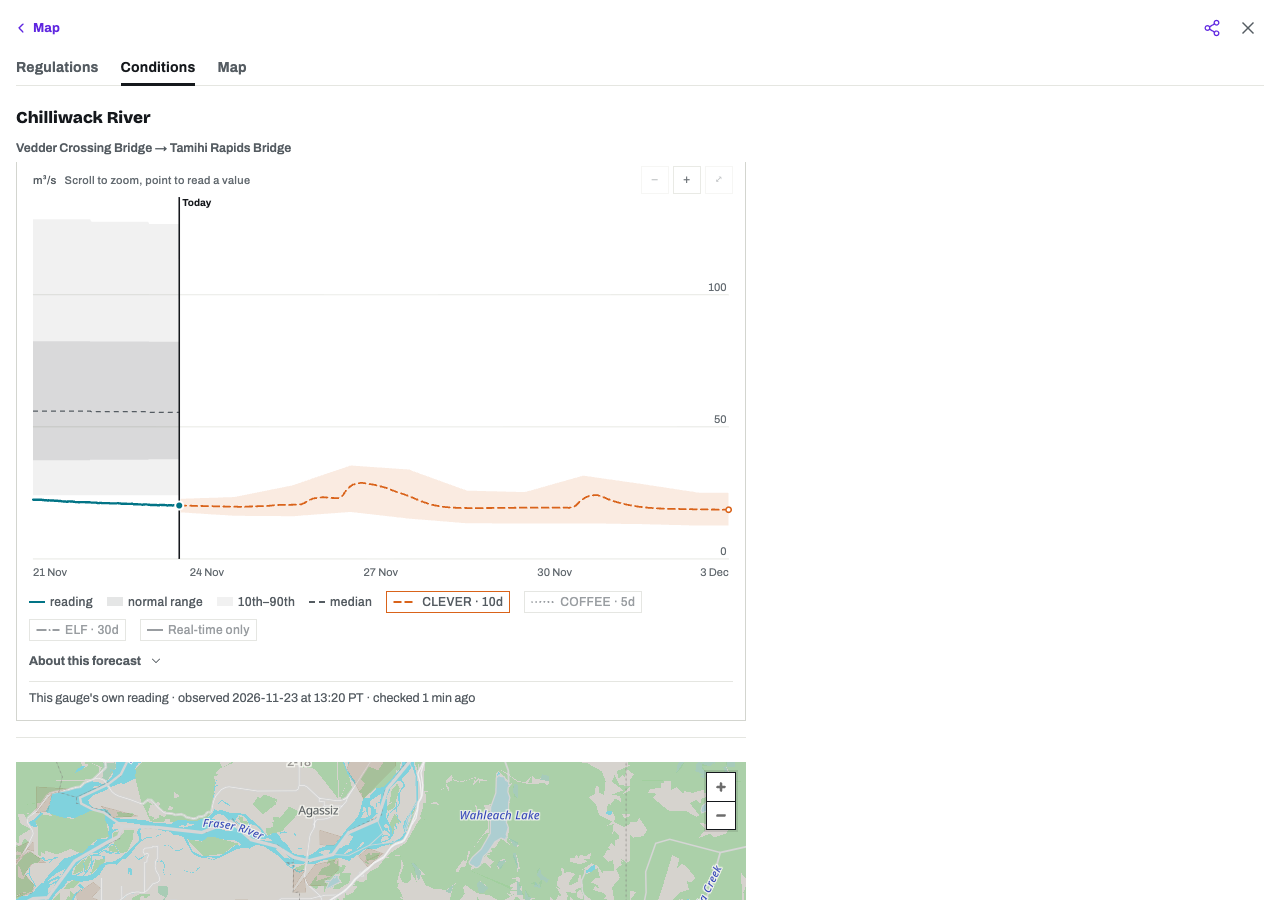 Map
Regulations Conditions Map
Chilliwack River
Vedder Crossing Bridge → Tamihi Rapids Bridge
m³/s Scroll to zoom, point to read a value
Today
100
50
0
21 Nov 24 Nov 27 Nov 30 Nov 3 Dec
reading normal range 10th–90th median CLEVER · 10d COFFEE · 5d
ELF · 30d Real-time only
About this forecast
This gauge's own reading · observed 2026-11-23 at 13:20 PT · checked 1 min ago
Agassiz
Wahleach Lake
Fraser River
Creek